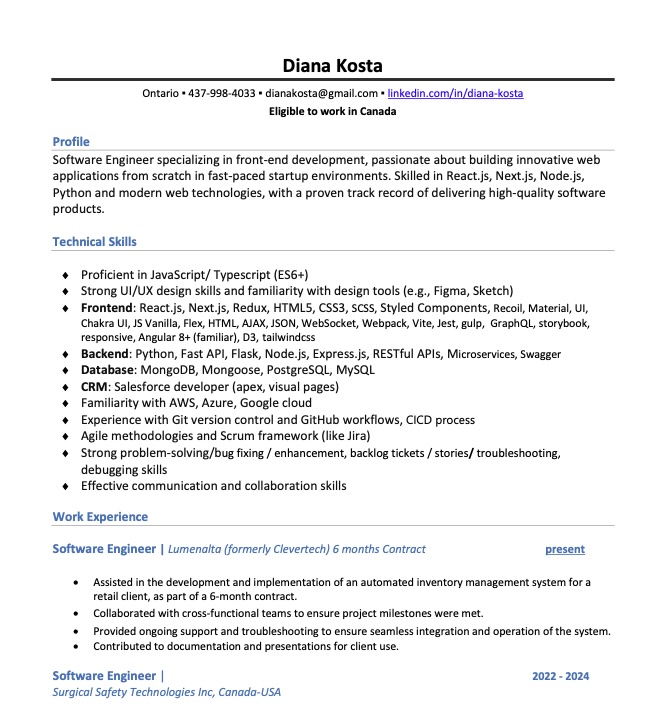 Diana Kosta
Ontario ▪ 437-998-4033 ▪ dianakosta@gmail.com ▪ linkedin.com/in/diana-kosta
Eligible to work in Canada
Profile
Software Engineer specializing in front-end development, passionate about building innovative web
applications from scratch in fast-paced startup environments. Skilled in React.js, Next.js, Node.js,
Python and modern web technologies, with a proven track record of delivering high-quality software
products.
Technical Skills
♦ Proficient in JavaScript/ Typescript (ES6+)
♦ Strong UI/UX design skills and familiarity with design tools (e.g., Figma, Sketch)
♦ Frontend: React.js, Next.js, Redux, HTML5, CSS3, SCSS, Styled Components, Recoil, Material, UI,
Chakra UI, JS Vanilla, Flex, HTML, AJAX, JSON, WebSocket, Webpack, Vite, Jest, gulp, GraphQL, storybook,
responsive, Angular 8+ (familiar), D3, tailwindcss
♦ Backend: Python, Fast API, Flask, Node.js, Express.js, RESTful APIs, Microservices, Swagger
♦ Database: MongoDB, Mongoose, PostgreSQL, MySQL
♦ CRM: Salesforce developer (apex, visual pages)
♦ Familiarity with AWS, Azure, Google cloud
♦ Experience with Git version control and GitHub workflows, CICD process
♦ Agile methodologies and Scrum framework (like Jira)
♦ Strong problem-solving/bug fixing / enhancement, backlog tickets / stories/ troubleshooting,
debugging skills
♦ Effective communication and collaboration skills
Work Experience
Software Engineer | Lumenalta (formerly Clevertech) 6 months Contract present
• Assisted in the development and implementation of an automated inventory management system for a
retail client, as part of a 6-month contract.
• Collaborated with cross-functional teams to ensure project milestones were met.
• Provided ongoing support and troubleshooting to ensure seamless integration and operation of the system.
• Contributed to documentation and presentations for client use.
Software Engineer | 2022 - 2024
Surgical Safety Technologies Inc, Canada-USA